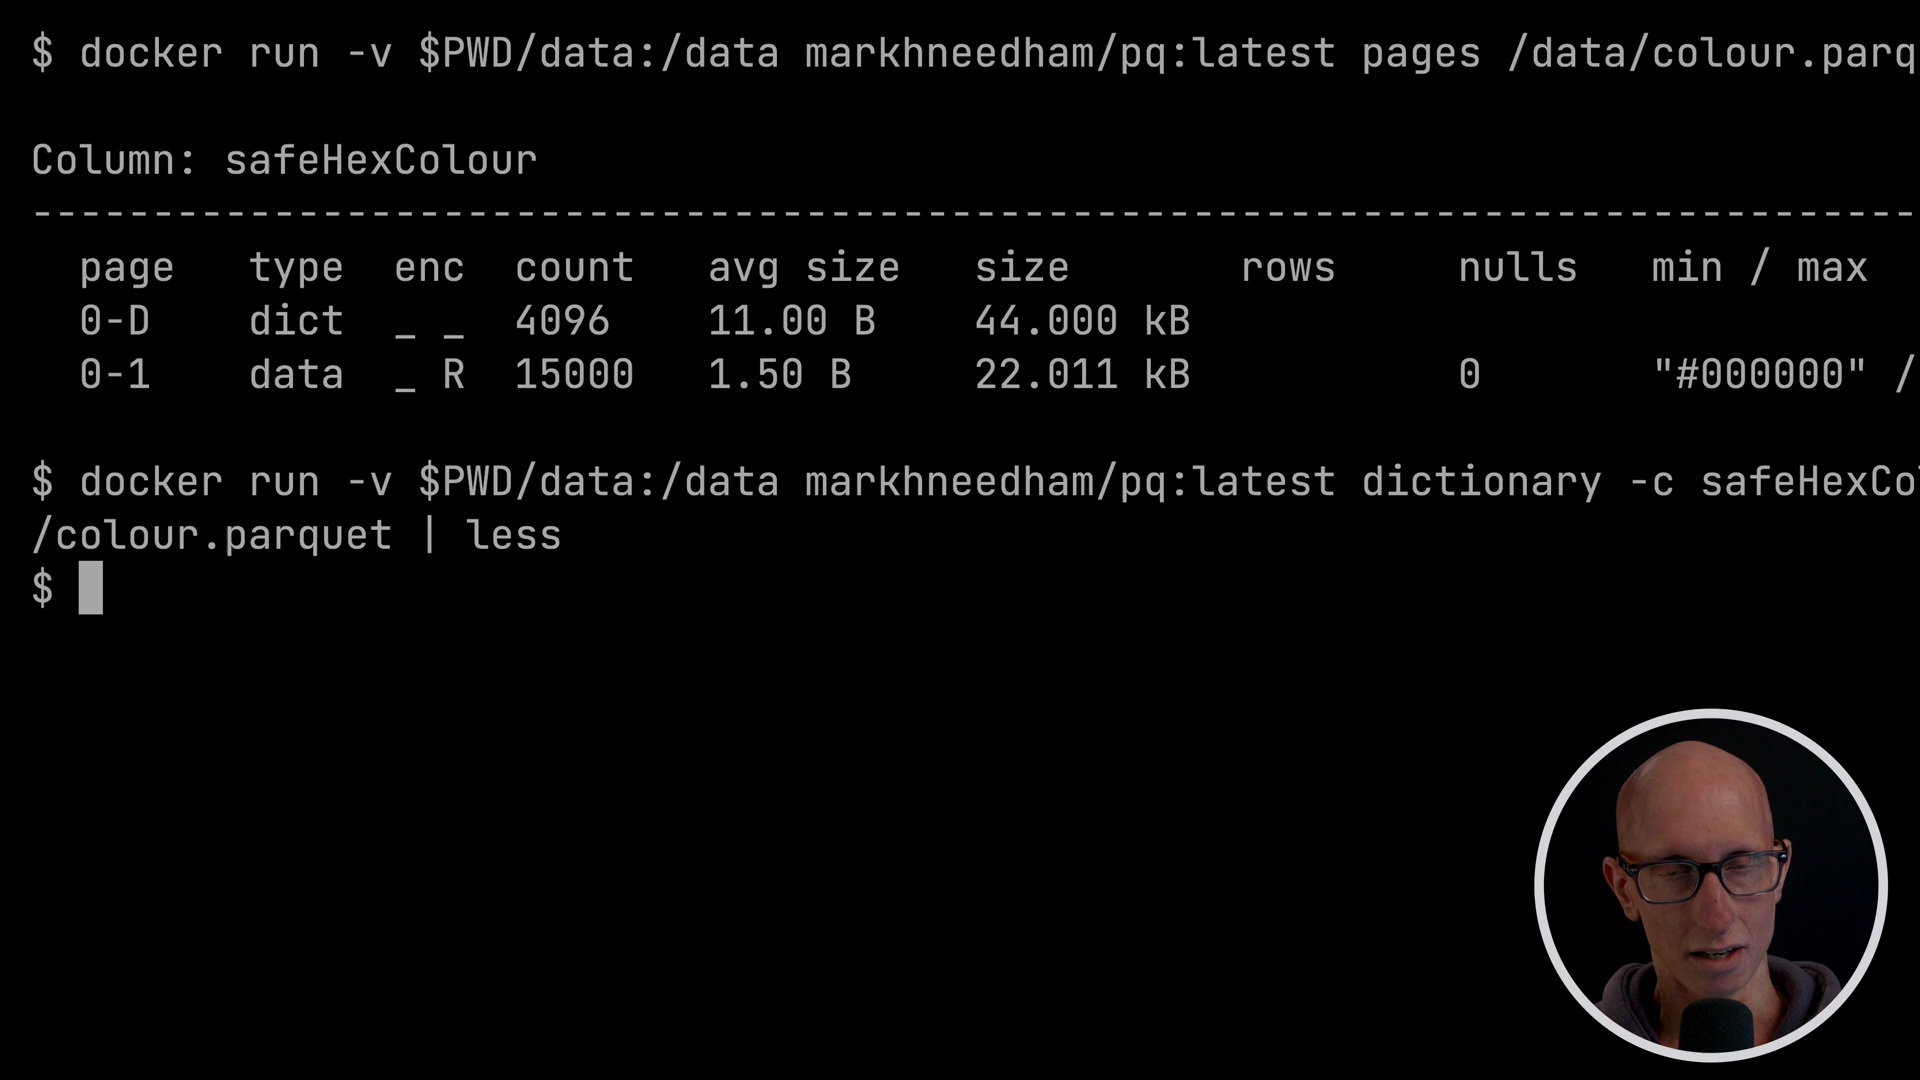 $ docker run -v $PWD/data:/data markhneedham/pq:latest pages /data/colour.parq
Column: safeHexColour
--------------------------------------------------------------------------------
page type enc count avg size size rows nulls min / max
0-D dict _ _ 4096 11.00 B 44.000 kB
0-1 data _ R 15000 1.50 B 22.011 kB 0 "#000000" /
$ docker run -v $PWD/data:/data markhneedham/pq:latest dictionary -c safeHexCo
/colour.parquet | less
$